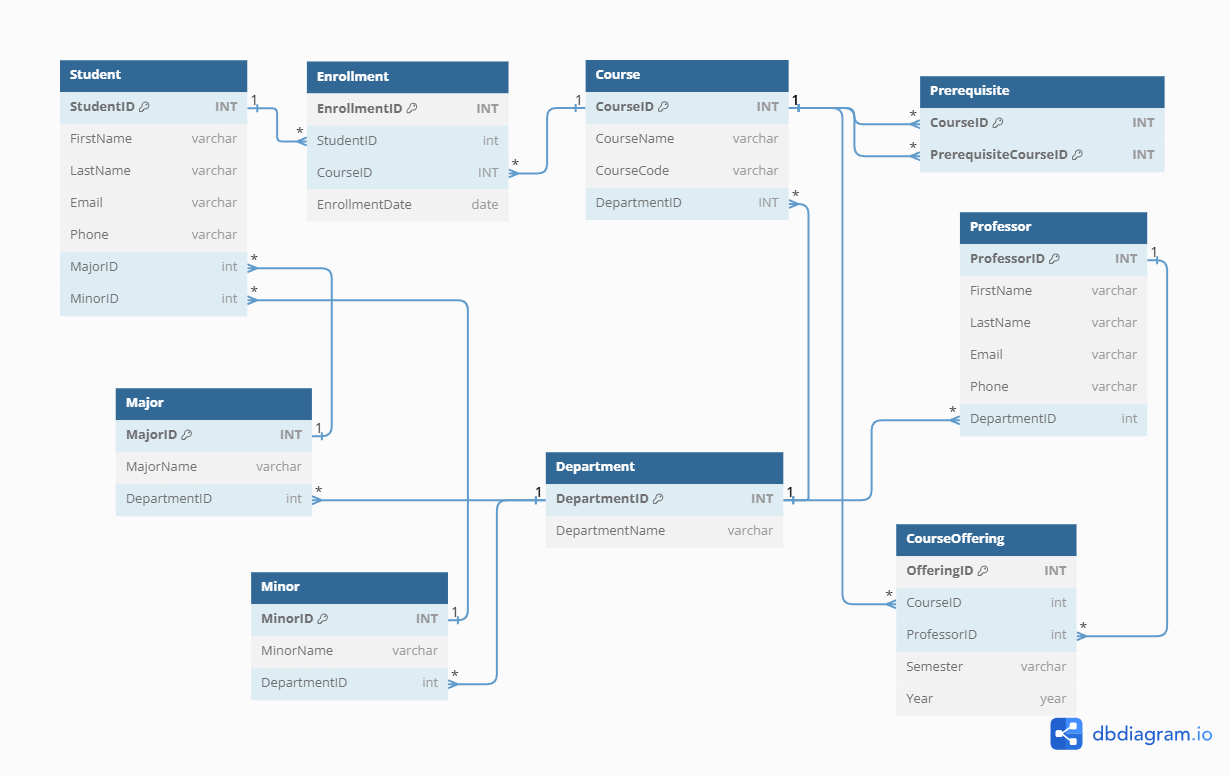 Student
StudentID INT
FirstName varchar
LastName varchar
Email varchar
Phone varchar
MajorID int
MinorID int
1
*
*
*
Enrollment
EnrollmentID INT
StudentID int
CourseID INT
EnrollmentDate date
*
1
Course
CourseID INT
CourseName varchar
CourseCode varchar
DepartmentID INT
1
*
Prerequisite
CourseID INT
PrerequisiteCourseID INT
*
*
Professor
ProfessorID INT
FirstName varchar
LastName varchar
Email varchar
Phone varchar
DepartmentID int
1
*
Major
MajorID INT
MajorName varchar
DepartmentID int
1
*
Department
DepartmentID INT
DepartmentName varchar
1
1
Minor
MinorID INT
MinorName varchar
DepartmentID int
1
*
CourseOffering
OfferingID INT
CourseID int
ProfessorID int
Semester varchar
Year year
*
*
dbdiagram.io